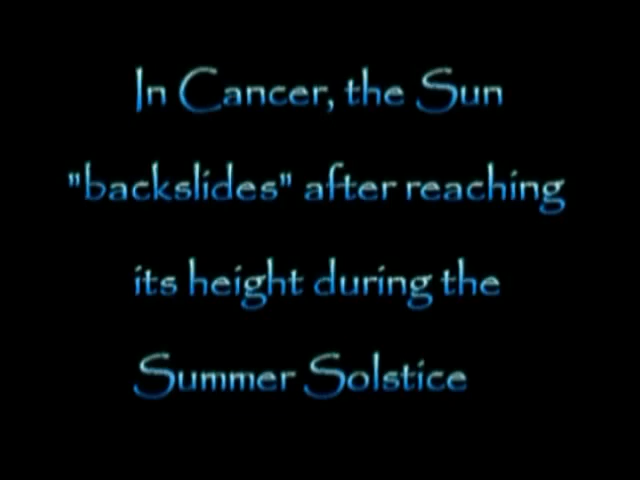 In Cancer, the Sun
"backslides" after reaching
its height during the
Summer Solstice